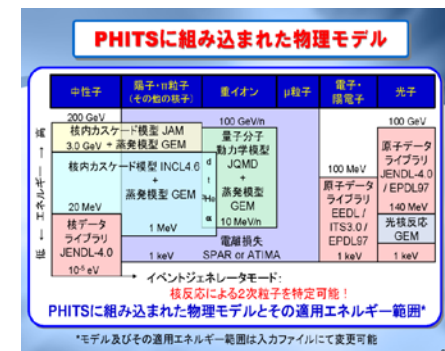 PHITSに組み込まれた物理モデル
中性子
陽子・π粒子
(その他の核子)
重イオン
μ粒子
電子・
陽電子
光子
高
低 ← エネルギー →
200 GeV
核内カスケード模型 JAM
+ 蒸発模型 GEM
3.0 GeV
核内カスケード模型 INCL4.6
+
蒸発模型 GEM
d
t
³He
α
20 MeV
核データ
ライブラリ
JENDL-4.0
10⁻⁵ eV
1 MeV
1 keV
100 GeV/n
量子分子
動力学模型
JQMD
+
蒸発模型
GEM
10 MeV/n
電離損失
SPAR or ATIMA
100 MeV
原子データ
ライブラリ
EEDL /
ITS3.0 /
EPDL97
1 keV
100 GeV
原子データ
ライブラリ
JENDL-4.0
/ EPDL97
140 MeV
光核反応
GEM
1 keV
→ イベントジェネレータモード:
核反応による2次粒子を特定可能!
PHITSに組み込まれた物理モデルとその適用エネルギー範囲*
*モデル及びその適用エネルギー範囲は入力ファイルにて変更可能